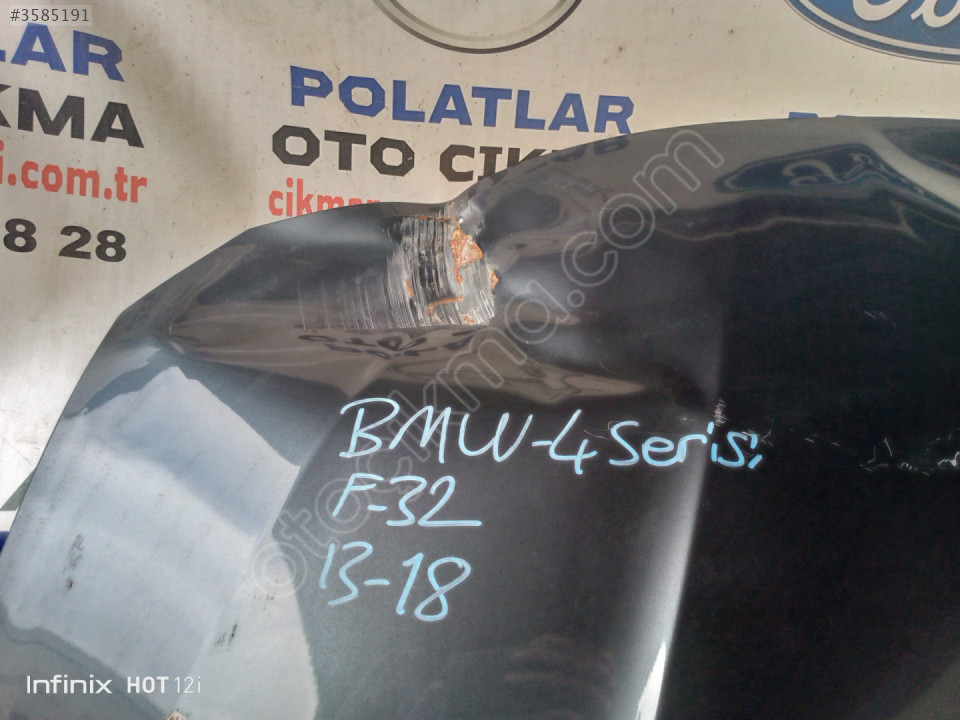 #3585191
LAR
POLATLAR
KMA
OTO CIKMA
i.com.tr
8 28
otocikma.com
BMW-4 Serisi
F-32
13-18
Infinix HOT 12i